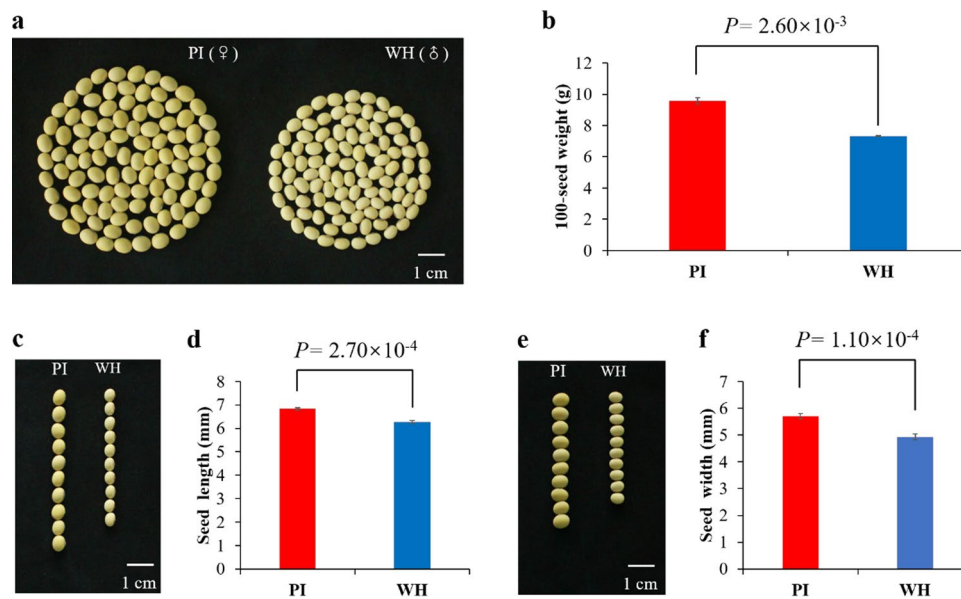 a
PI (♀)
WH (♂)
1 cm
b
P = 2.60×10⁻³
100-seed weight (g)
12
10
8
6
4
2
0
PI
WH
c
PI
WH
1 cm
d
P = 2.70×10⁻⁴
Seed length (mm)
8
7
6
5
4
3
2
1
0
PI
WH
e
PI
WH
1 cm
f
P = 1.10×10⁻⁴
Seed width (mm)
7
6
5
4
3
2
1
0
PI
WH